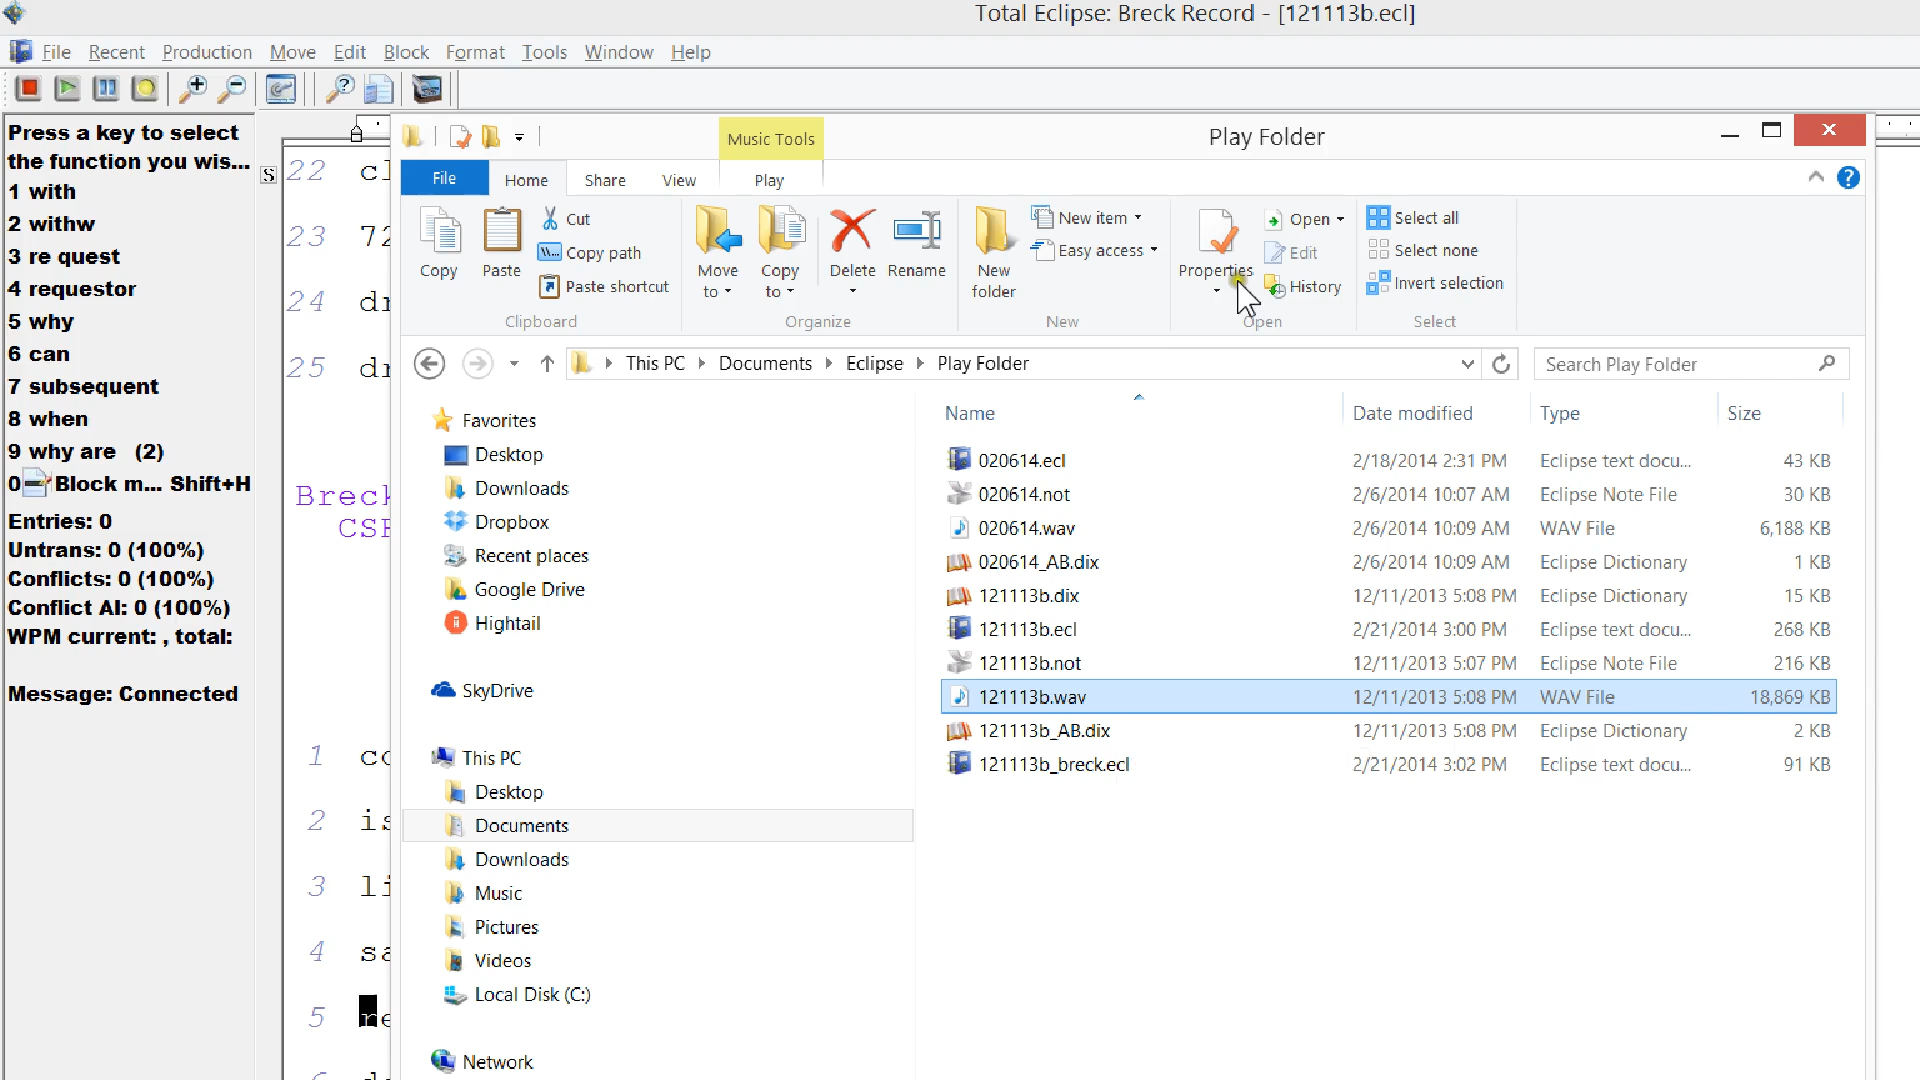 Total Eclipse: Breck Record - [121113b.ecl]
File Recent Production Move Edit Block Format Tools Window Help
Press a key to select
the function you wis...
1 with
2 withw
3 re quest
4 requestor
5 why
6 can
7 subsequent
8 when
9 why are (2)
0 Block m... Shift+H
Entries: 0
Untrans: 0 (100%)
Conflicts: 0 (100%)
Conflict AI: 0 (100%)
WPM current: , total:
Message: Connected
S
22 cl
23 72
24 dr
25 dr
Breck
CSR
1 co
2 is
3 li
4 sa
5 re
Music Tools
Play Folder
File Home Share View Play
Copy
Paste
Cut
Copy path
Paste shortcut
Clipboard
Move to
Copy to
Delete
Rename
Organize
New folder
New item
Easy access
New
Properties
Open
Edit
History
Open
Select all
Select none
Invert selection
Select
This PC Documents Eclipse Play Folder
Search Play Folder
Favorites
Desktop
Downloads
Dropbox
Recent places
Google Drive
Hightail
SkyDrive
This PC
Desktop
Documents
Downloads
Music
Pictures
Videos
Local Disk (C:)
Network
Name Date modified Type Size
020614.ecl 2/18/2014 2:31 PM Eclipse text docu... 43 KB
020614.not 2/6/2014 10:07 AM Eclipse Note File 30 KB
020614.wav 2/6/2014 10:09 AM WAV File 6,188 KB
020614_AB.dix 2/6/2014 10:09 AM Eclipse Dictionary 1 KB
121113b.dix 12/11/2013 5:08 PM Eclipse Dictionary 15 KB
121113b.ecl 2/21/2014 3:00 PM Eclipse text docu... 268 KB
121113b.not 12/11/2013 5:07 PM Eclipse Note File 216 KB
121113b.wav 12/11/2013 5:08 PM WAV File 18,869 KB
121113b_AB.dix 12/11/2013 5:08 PM Eclipse Dictionary 2 KB
121113b_breck.ecl 2/21/2014 3:02 PM Eclipse text docu... 91 KB